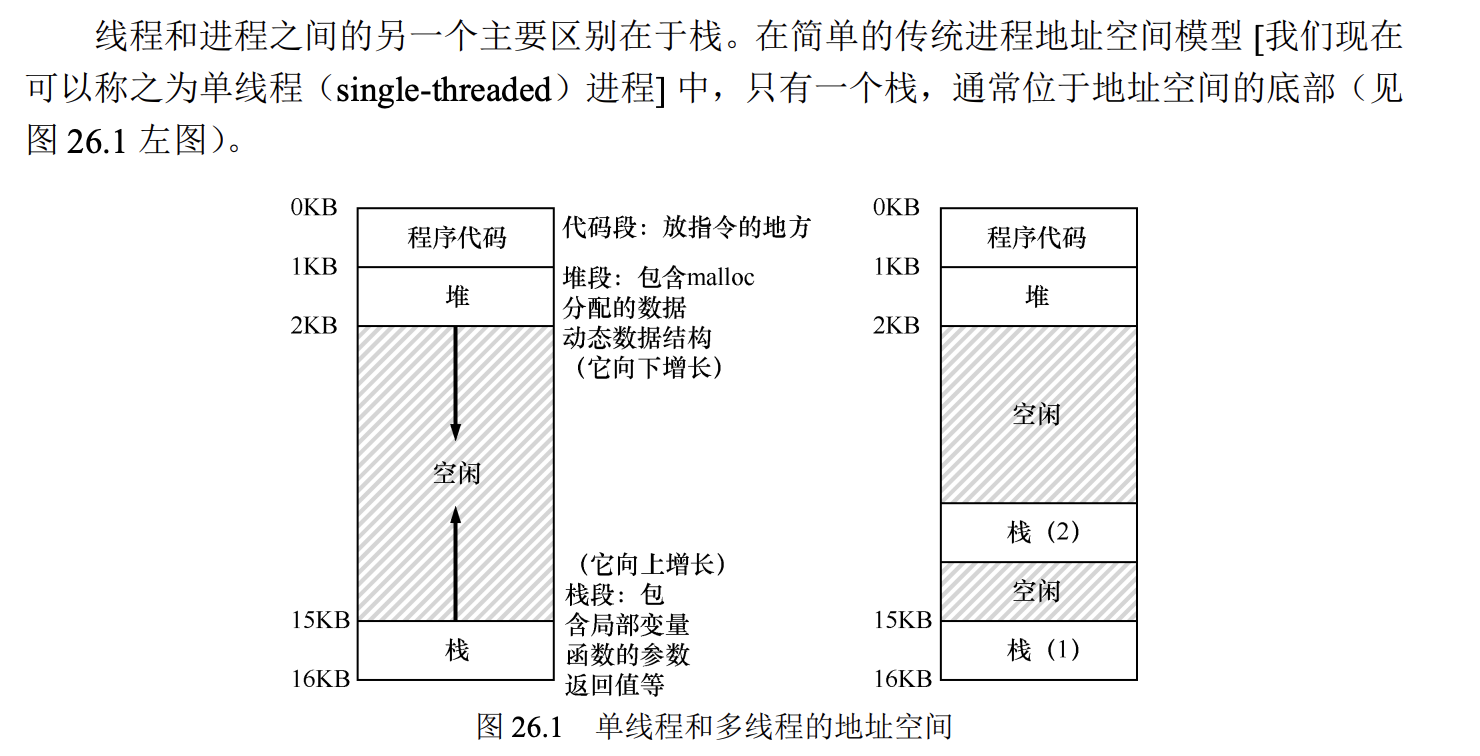 线程和进程之间的另一个主要区别在于栈。在简单的传统进程地址空间模型 [我们现在
可以称之为单线程（single-threaded）进程] 中，只有一个栈，通常位于地址空间的底部（见
图 26.1 左图）。
0KB
程序代码
代码段：放指令的地方
1KB
堆
堆段：包含malloc
分配的数据
动态数据结构
（它向下增长）
2KB
空闲
（它向上增长）
栈段：包
含局部变量
函数的参数
返回值等
15KB
栈
16KB
0KB
程序代码
1KB
堆
2KB
空闲
栈（2）
空闲
15KB
栈（1）
16KB
图 26.1 单线程和多线程的地址空间